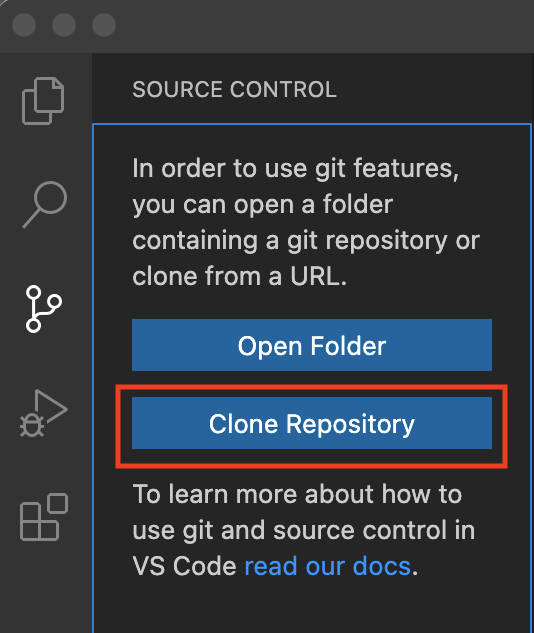 SOURCE CONTROL
In order to use git features,
you can open a folder
containing a git repository or
clone from a URL.
Open Folder
Clone Repository
To learn more about how to
use git and source control in
VS Code read our docs.